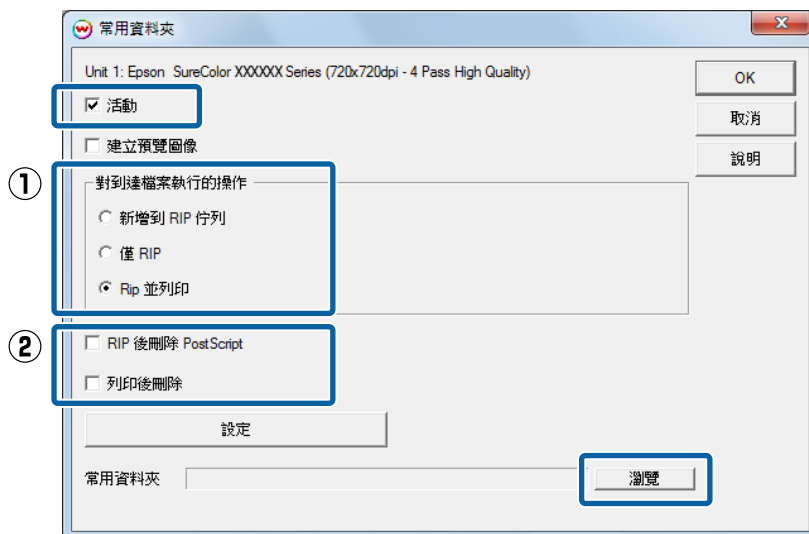 常用資料夾
Unit 1: Epson SureColor XXXXXX Series (720x720dpi - 4 Pass High Quality)
OK
活動
取消
建立預覽圖像
說明
①
對到達檔案執行的操作
新增到 RIP 佇列
僅 RIP
Rip 並列印
②
RIP 後刪除 PostScript
列印後刪除
設定
常用資料夾
瀏覽